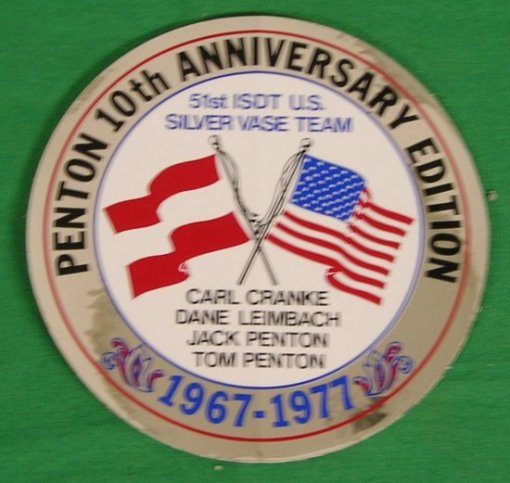 PENTON 10th ANNIVERSARY EDITION
51st ISDT U.S.
SILVER VASE TEAM
CARL CRANKE
DANE LEIMBACH
JACK PENTON
TOM PENTON
1967-1977